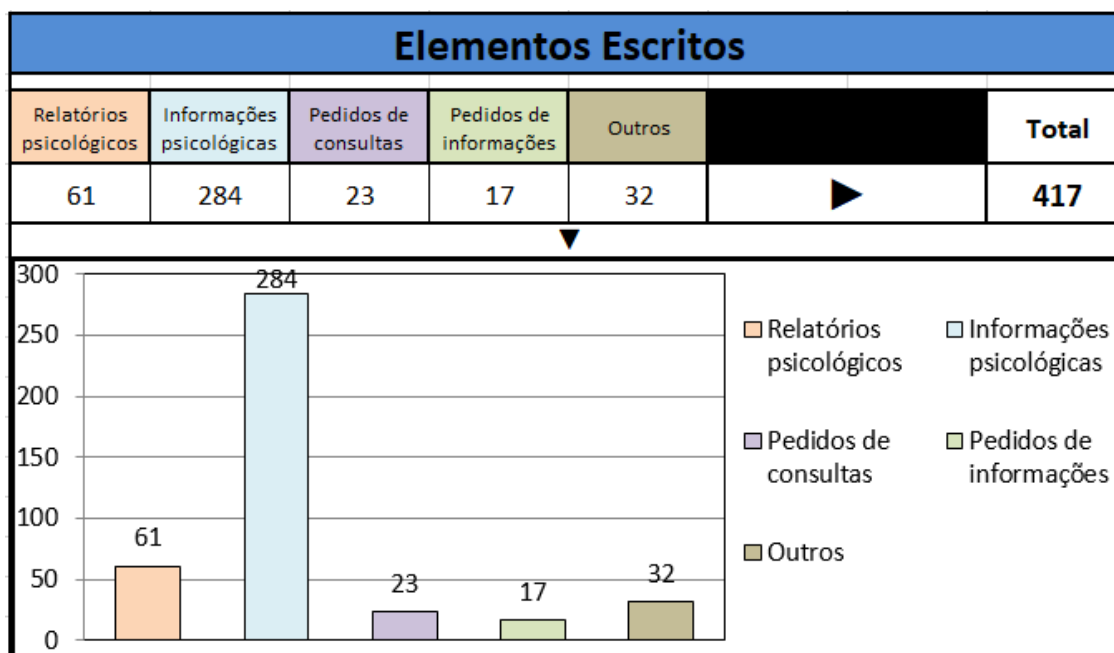 Elementos Escritos
Relatórios psicológicos
Informações psicológicas
Pedidos de consultas
Pedidos de informações
Outros
Total
61 284 23 17 32 ► 417
▼
300
250
200
150
100
50
0
61
284
23
17
32
Relatórios psicológicos
Informações psicológicas
Pedidos de consultas
Pedidos de informações
Outros